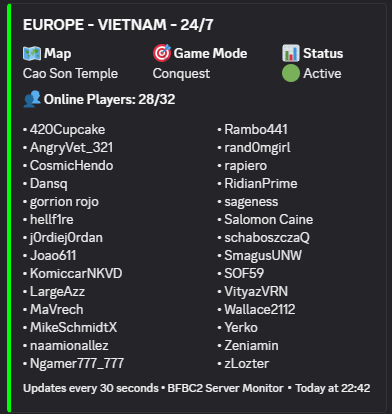 EUROPE - VIETNAM - 24/7
Map
Cao Son Temple
Game Mode
Conquest
Status
Active
Online Players: 28/32
• 420Cupcake
• AngryVet_321
• CosmicHendo
• Dansq
• gorrion rojo
• hellf1re
• j0rdiej0rdan
• Joao611
• KomiccarNKVD
• LargeAzz
• MaVrech
• MikeSchmidtX
• naamionallez
• Ngamer777_777
• Rambo441
• rand0mgirl
• rapiero
• RidianPrime
• sageness
• Salomon Caine
• schaboszczaQ
• SmagusUNW
• SOF59
• VityazVRN
• Wallace2112
• Yerko
• Zeniamin
• zLozter
Updates every 30 seconds • BFBC2 Server Monitor • Today at 22:42